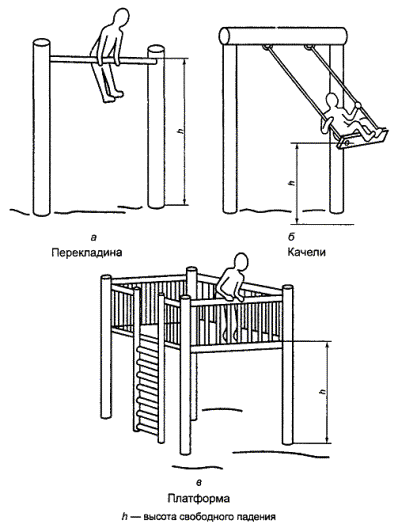 h
h
а
б
Перекладина
Качели
h
в
Платформа
h — высота свободного падения